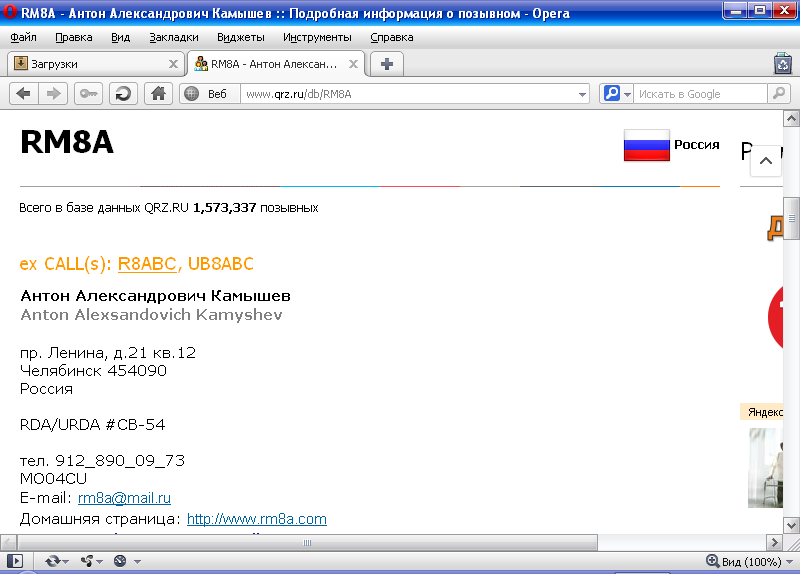 RM8A - Антон Александрович Камышев :: Подробная информация о позывном - Opera
Файл Правка Вид Закладки Виджеты Инструменты Справка
Загрузки RM8A - Антон Алексан...
Веб www.qrz.ru/db/RM8A Искать в Google
RM8A
Россия
Всего в базе данных QRZ.RU 1,573,337 позывных
ex CALL(s): R8ABC, UB8ABC
Антон Александрович Камышев
Anton Alexsandovich Kamyshev
пр. Ленина, д.21 кв.12
Челябинск 454090
Россия
RDA/URDA #CB-54
Яндекс
тел. 912_890_09_73
MO04CU
E-mail: rm8a@mail.ru
Домашняя страница: http://www.rm8a.com
Вид (100%)